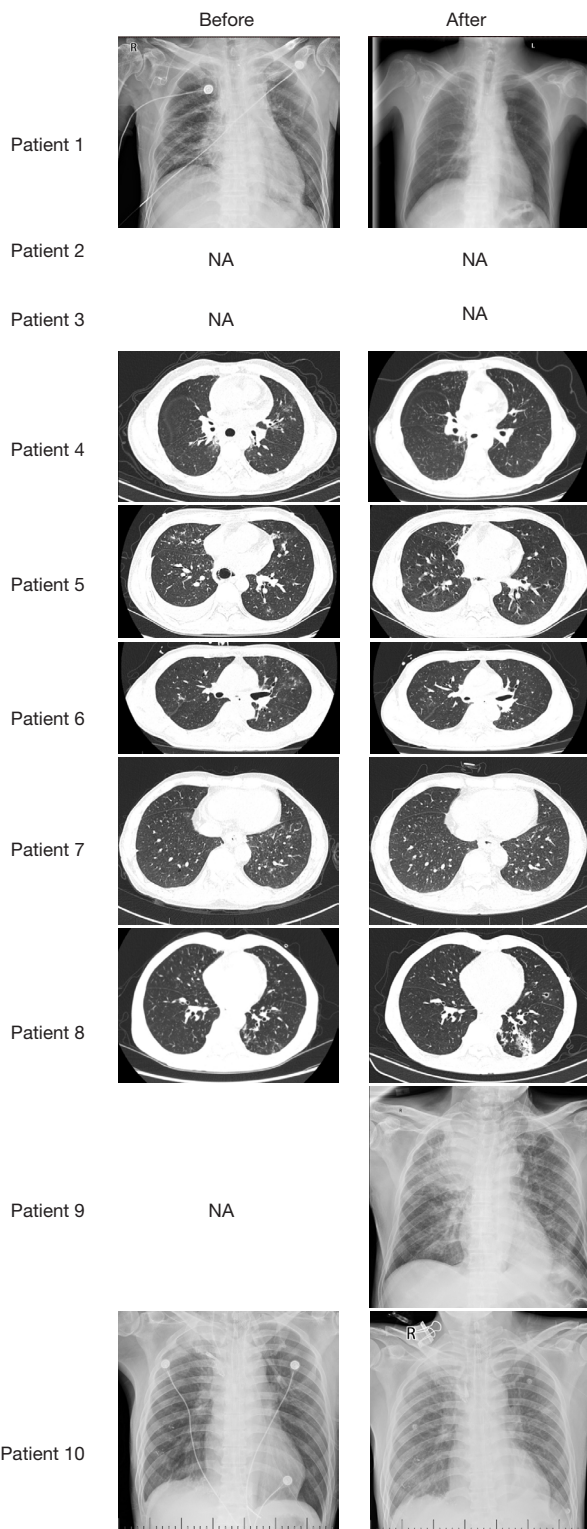 Before After
R L
Patient 1
Patient 2 NA NA
Patient 3 NA NA
Patient 4
Patient 5
Patient 6
Patient 7
Patient 8
Patient 9 NA
Patient 10
R